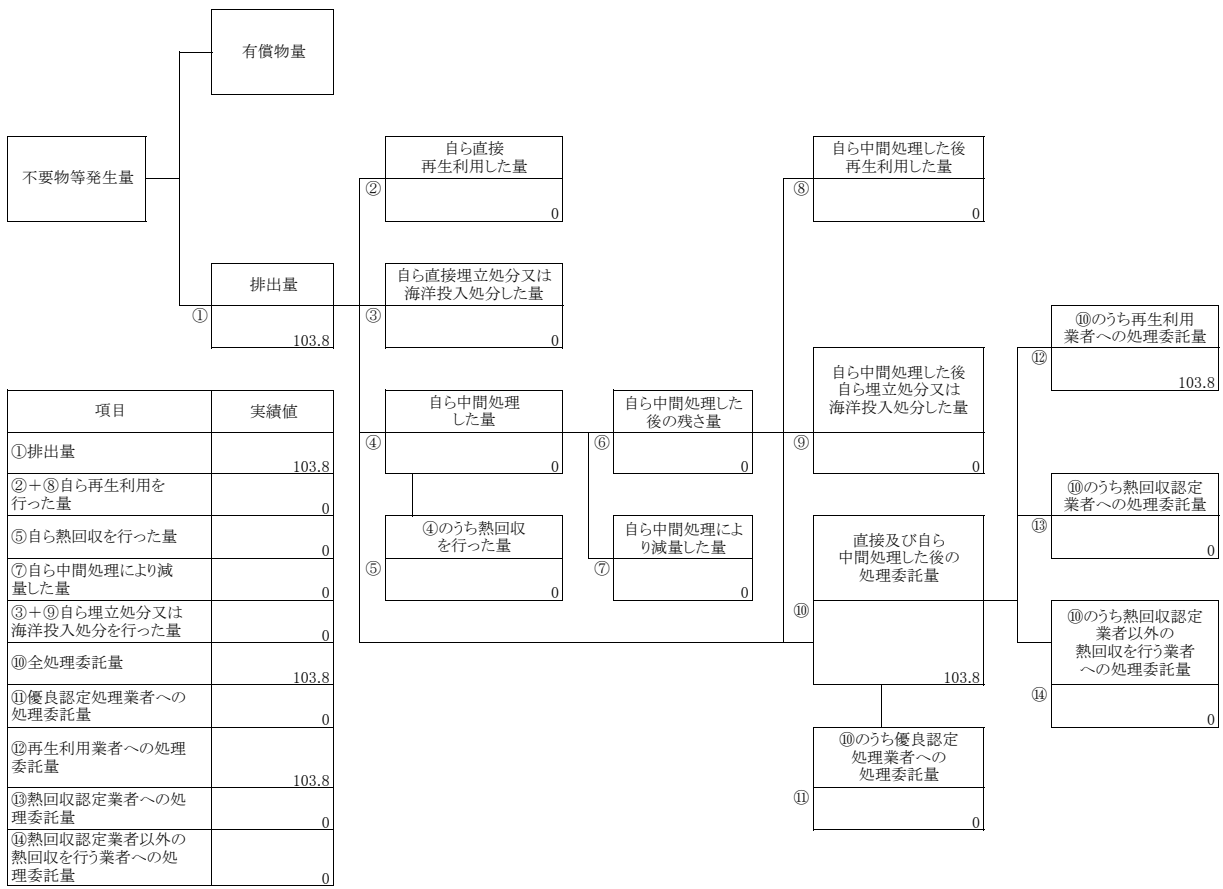 有償物量
不要物等発生量
排出量
①
103.8
自ら直接
再生利用した量
②
0
自ら直接埋立処分又は
海洋投入処分した量
③
0
自ら中間処理
した量
④
0
④のうち熱回収
を行った量
⑤
0
自ら中間処理した
後の残さ量
⑥
0
自ら中間処理によ
り減量した量
⑦
0
自ら中間処理した後
再生利用した量
⑧
0
自ら中間処理した後
自ら埋立処分又は
海洋投入処分した量
⑨
0
直接及び自ら
中間処理した後の
処理委託量
⑩
103.8
⑩のうち優良認定
処理業者への
処理委託量
⑪
0
⑩のうち再生利用
業者への処理委託量
⑫
103.8
⑩のうち熱回収認定
業者への処理委託量
⑬
0
⑩のうち熱回収認定
業者以外の
熱回収を行う業者
への処理委託量
⑭
0
項目 実績値
①排出量
103.8
②+⑧自ら再生利用を
行った量
0
⑤自ら熱回収を行った量
0
⑦自ら中間処理により減
量した量
0
③+⑨自ら埋立処分又は
海洋投入処分を行った量
0
⑩全処理委託量
103.8
⑪優良認定処理業者への
処理委託量
0
⑫再生利用業者への処理
委託量
103.8
⑬熱回収認定業者への処
理委託量
0
⑭熱回収認定業者以外の
熱回収を行う業者への処
理委託量
0